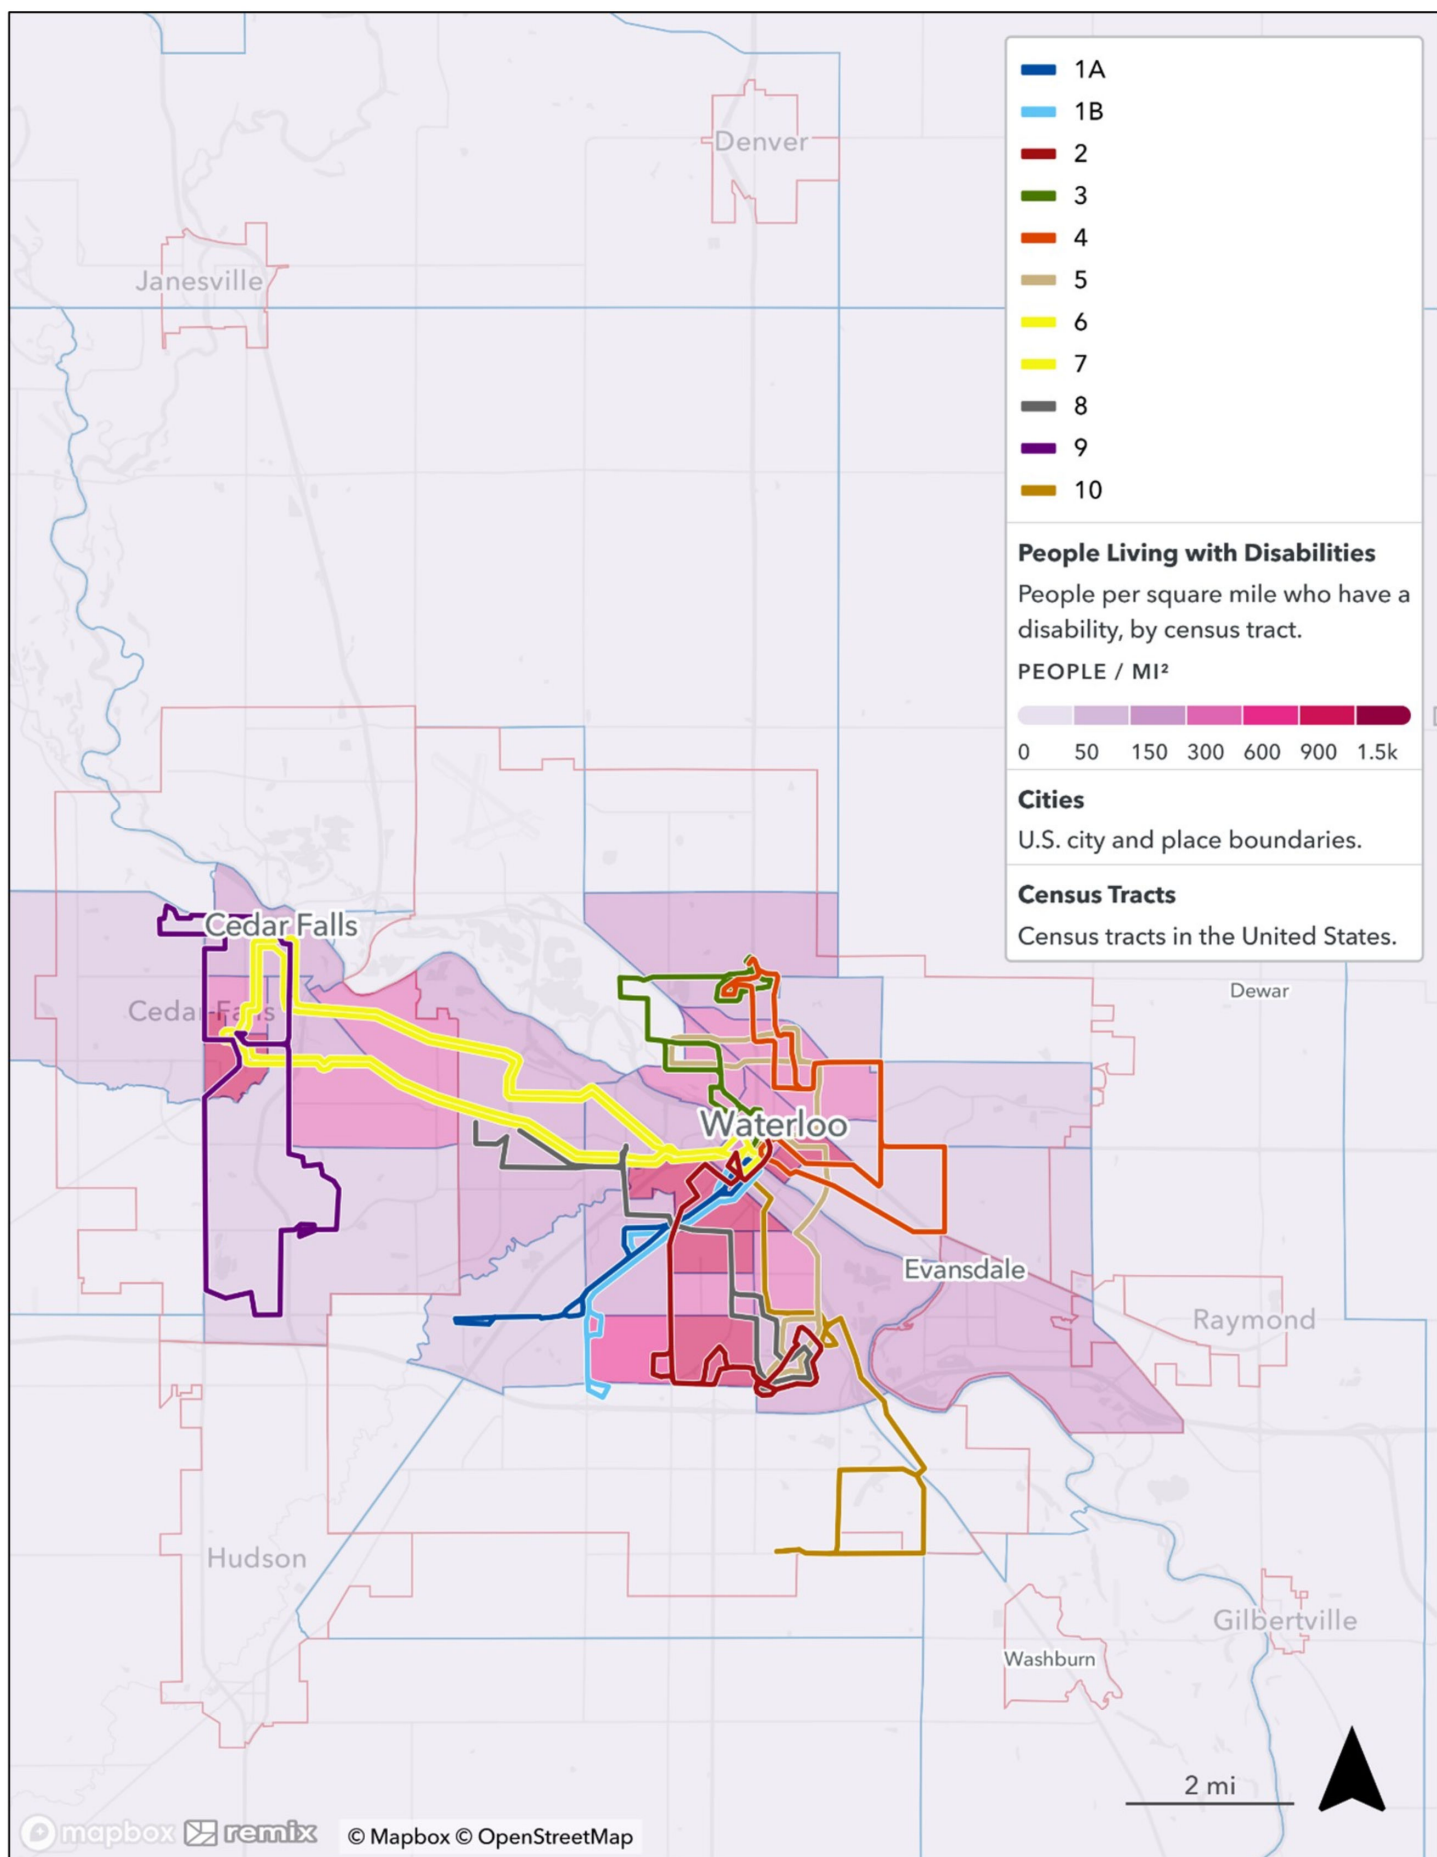 1A
1B
2
3
4
5
6
7
8
9
10
People Living with Disabilities
People per square mile who have a
disability, by census tract.
PEOPLE / MI²
0 50 150 300 600 900 1.5k
Cities
U.S. city and place boundaries.
Census Tracts
Census tracts in the United States.
Denver
Janesville
Cedar Falls
Cedar Falls
Dewar
Waterloo
Evansdale
Raymond
Hudson
Gilbertville
Washburn
2 mi
mapbox remix © Mapbox © OpenStreetMap